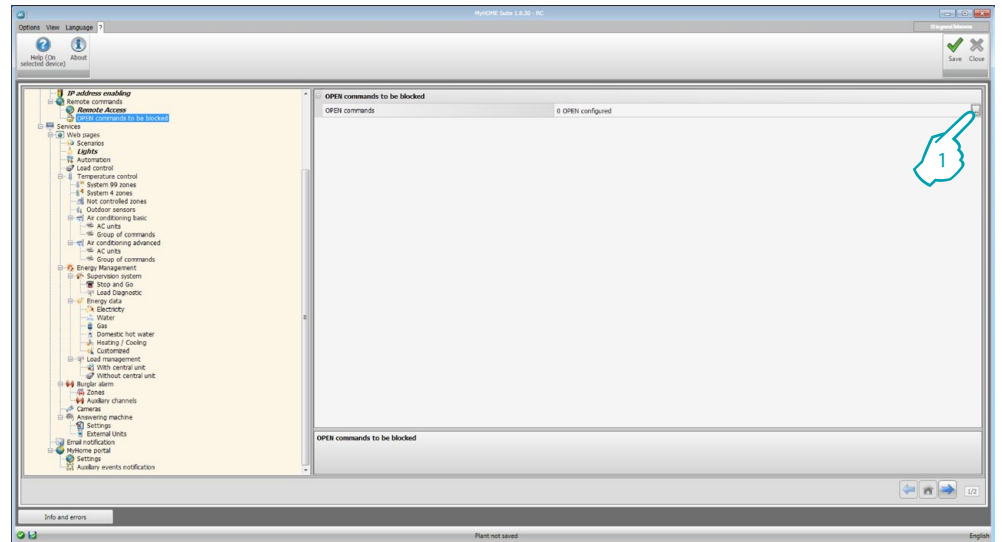 MyHOME Suite 1.0.30 - RC
Options View Language ?
Help (On selected device)
About
Save Close
IP address enabling
Remote commands
Remote Access
OPEN commands to be blocked
Services
Web pages
Scenarios
Lights
Automation
Load control
Temperature control
System 99 zones
System 4 zones
Not controlled zones
Outdoor sensors
Air conditioning basic
AC units
Group of commands
Air conditioning advanced
AC units
Group of commands
Energy Management
Supervision system
Stop and Go
Load Diagnostic
Energy data
Electricity
Water
Gas
Domestic hot water
Heating / Cooling
Customized
Load management
With central unit
Without central unit
Burglar alarm
Zones
Auxiliary channels
Cameras
Answering machine
Settings
External Units
Email notification
MyHome portal
Settings
Auxiliary events notification
OPEN commands to be blocked
OPEN commands 0 OPEN configured
1
OPEN commands to be blocked
1/2
Info and errors
Plant not saved
English